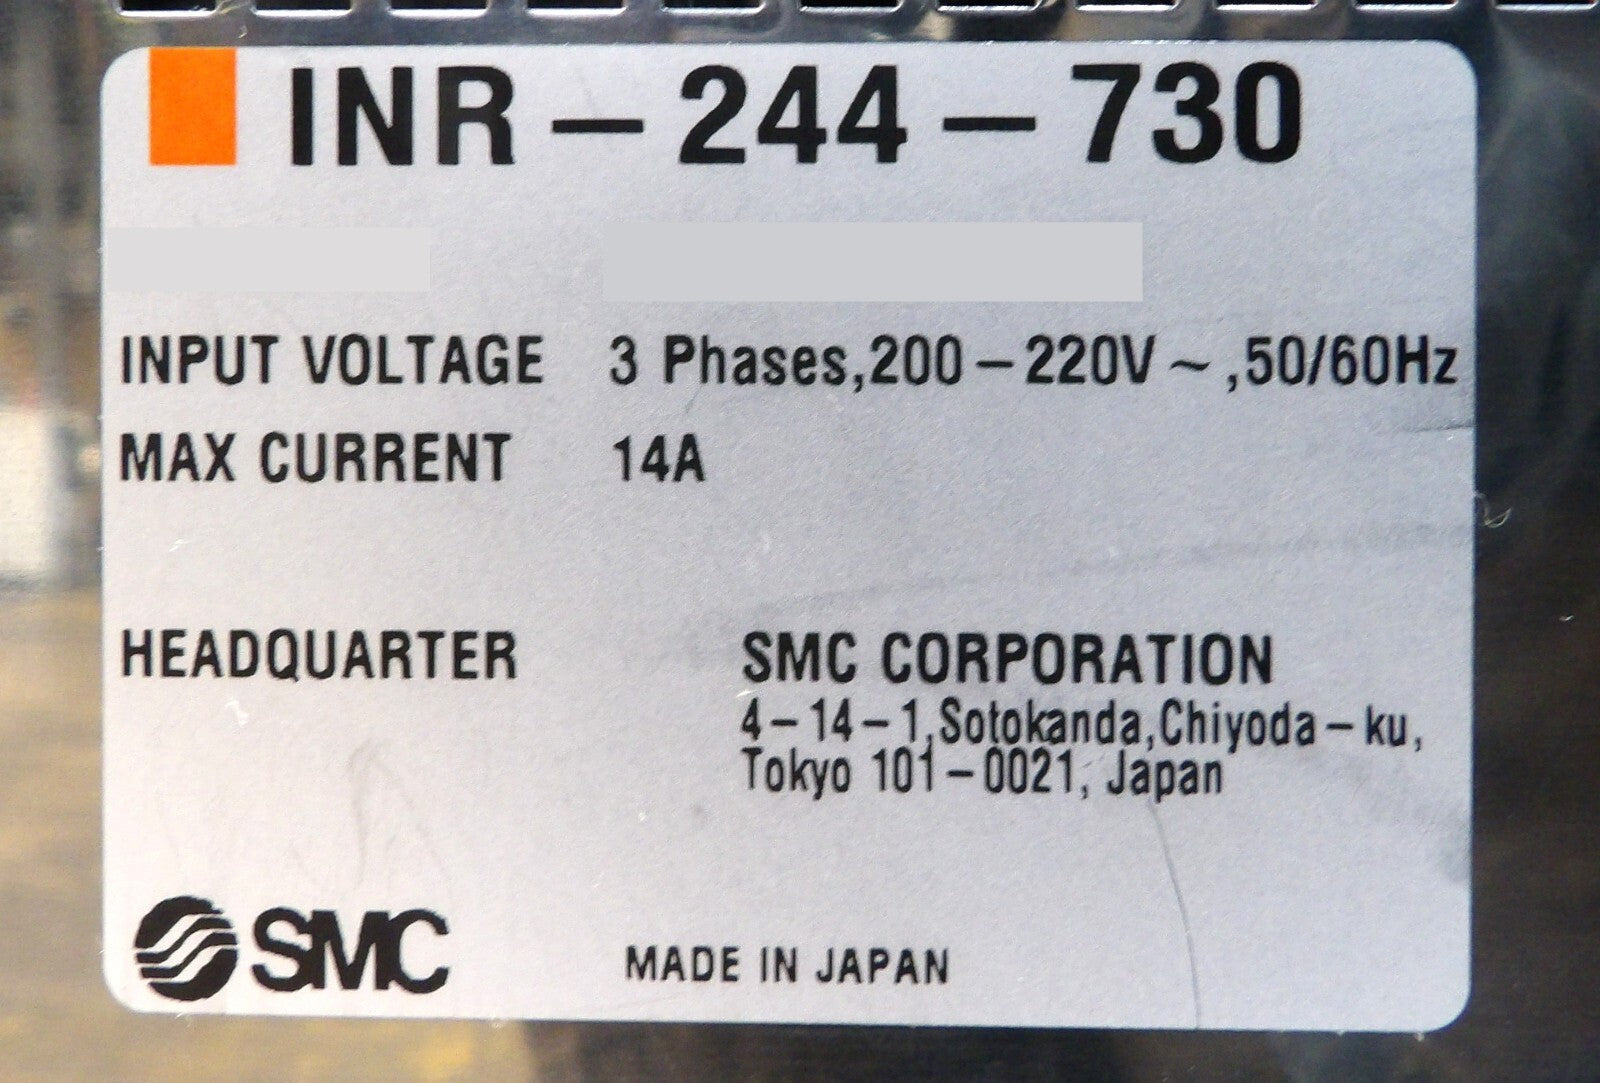 INR-244-730
INPUT VOLTAGE 3 Phases,200-220V~,50/60Hz
MAX CURRENT 14A
HEADQUARTER SMC CORPORATION
4-14-1,Sotokanda,Chiyoda-ku,
Tokyo 101-0021, Japan
SMC MADE IN JAPAN